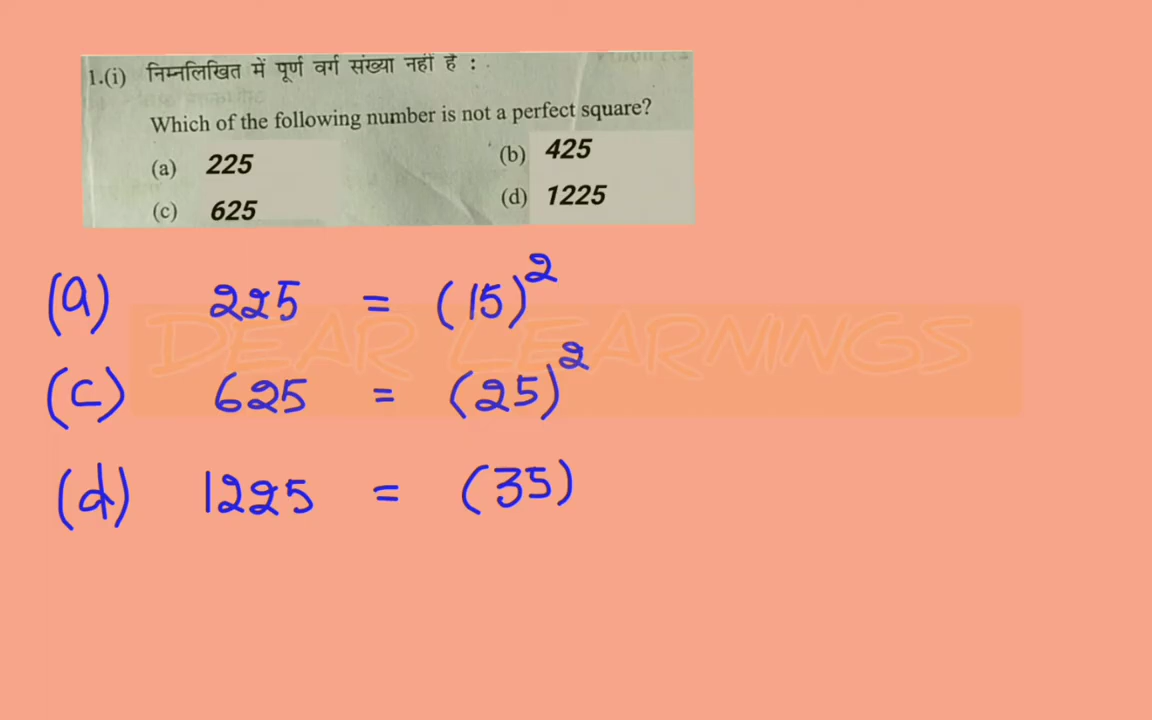 1.(i) निम्नलिखित में पूर्ण वर्ग संख्या नहीं है :
Which of the following number is not a perfect square?
(a) 225 (b) 425
(c) 625 (d) 1225
(a) 225 = (15)²
DEAR LEARNINGS
(c) 625 = (25)²
(d) 1225 = (35)